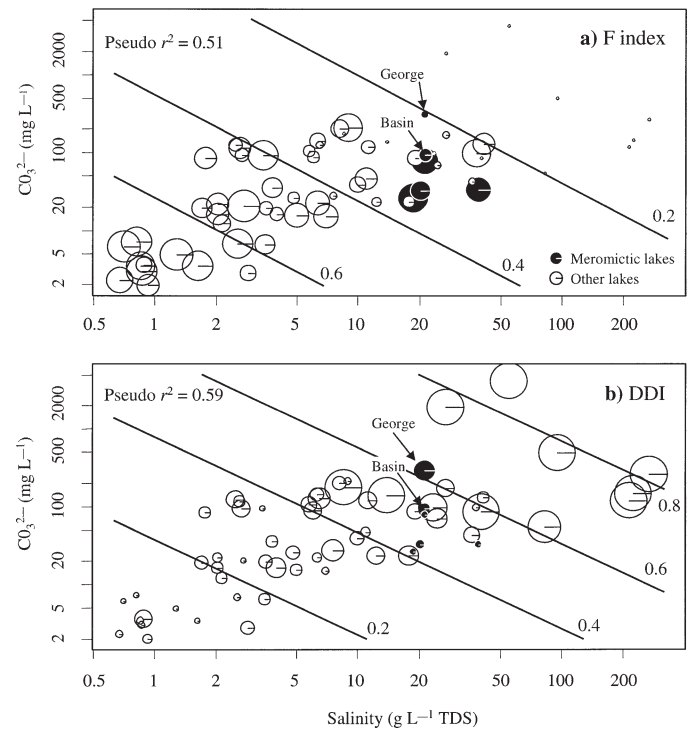 Pseudo r² = 0.51
a) F index
George
Basin
CO₃²⁻ (mg L⁻¹)
2000
500
100
20
5
2
0.2
0.4
0.6
Meromictic lakes
Other lakes
0.5 1 2 5 10 20 50 100 200
Pseudo r² = 0.59
b) DDI
George
Basin
CO₃²⁻ (mg L⁻¹)
2000
500
100
20
5
2
0.8
0.6
0.4
0.2
0.5 1 2 5 10 20 50 100 200
Salinity (g L⁻¹ TDS)